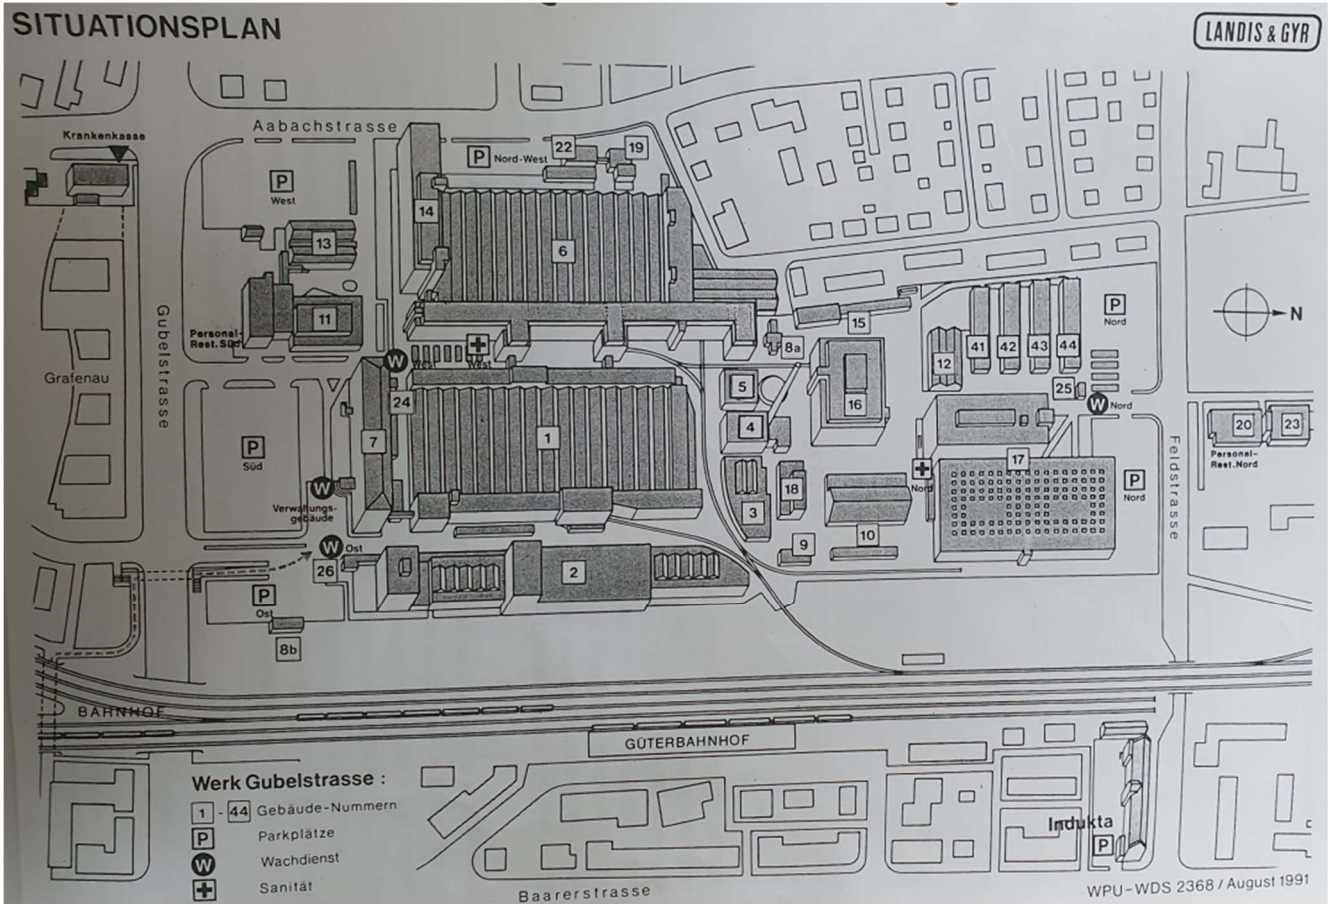 SITUATIONSPLAN
LANDIS & GYR
Aabachstrasse
Krankenkasse
P
Nord-West
22
19
P
West
14
13
6
Gubelstrasse
11
Personal-
Rest. Süd
15
P
Nord
N
W
West
West
8a
12
41
42
43
44
Grafenau
24
5
16
25
W
Nord
P
Süd
7
1
4
17
20
23
Personal-
Rest. Nord
Nord
P
Nord
Feldstrasse
W
Verwaltungs-
gebäude
3
18
10
9
W
Ost
26
2
P
Ost
8b
BAHNHOF
GÜTERBAHNHOF
Werk Gubelstrasse :
1 - 44 Gebäude-Nummern
P Parkplätze
W Wachdienst
Sanität
Indukta
P
Baarerstrasse
WPU-WDS 2368 / August 1991